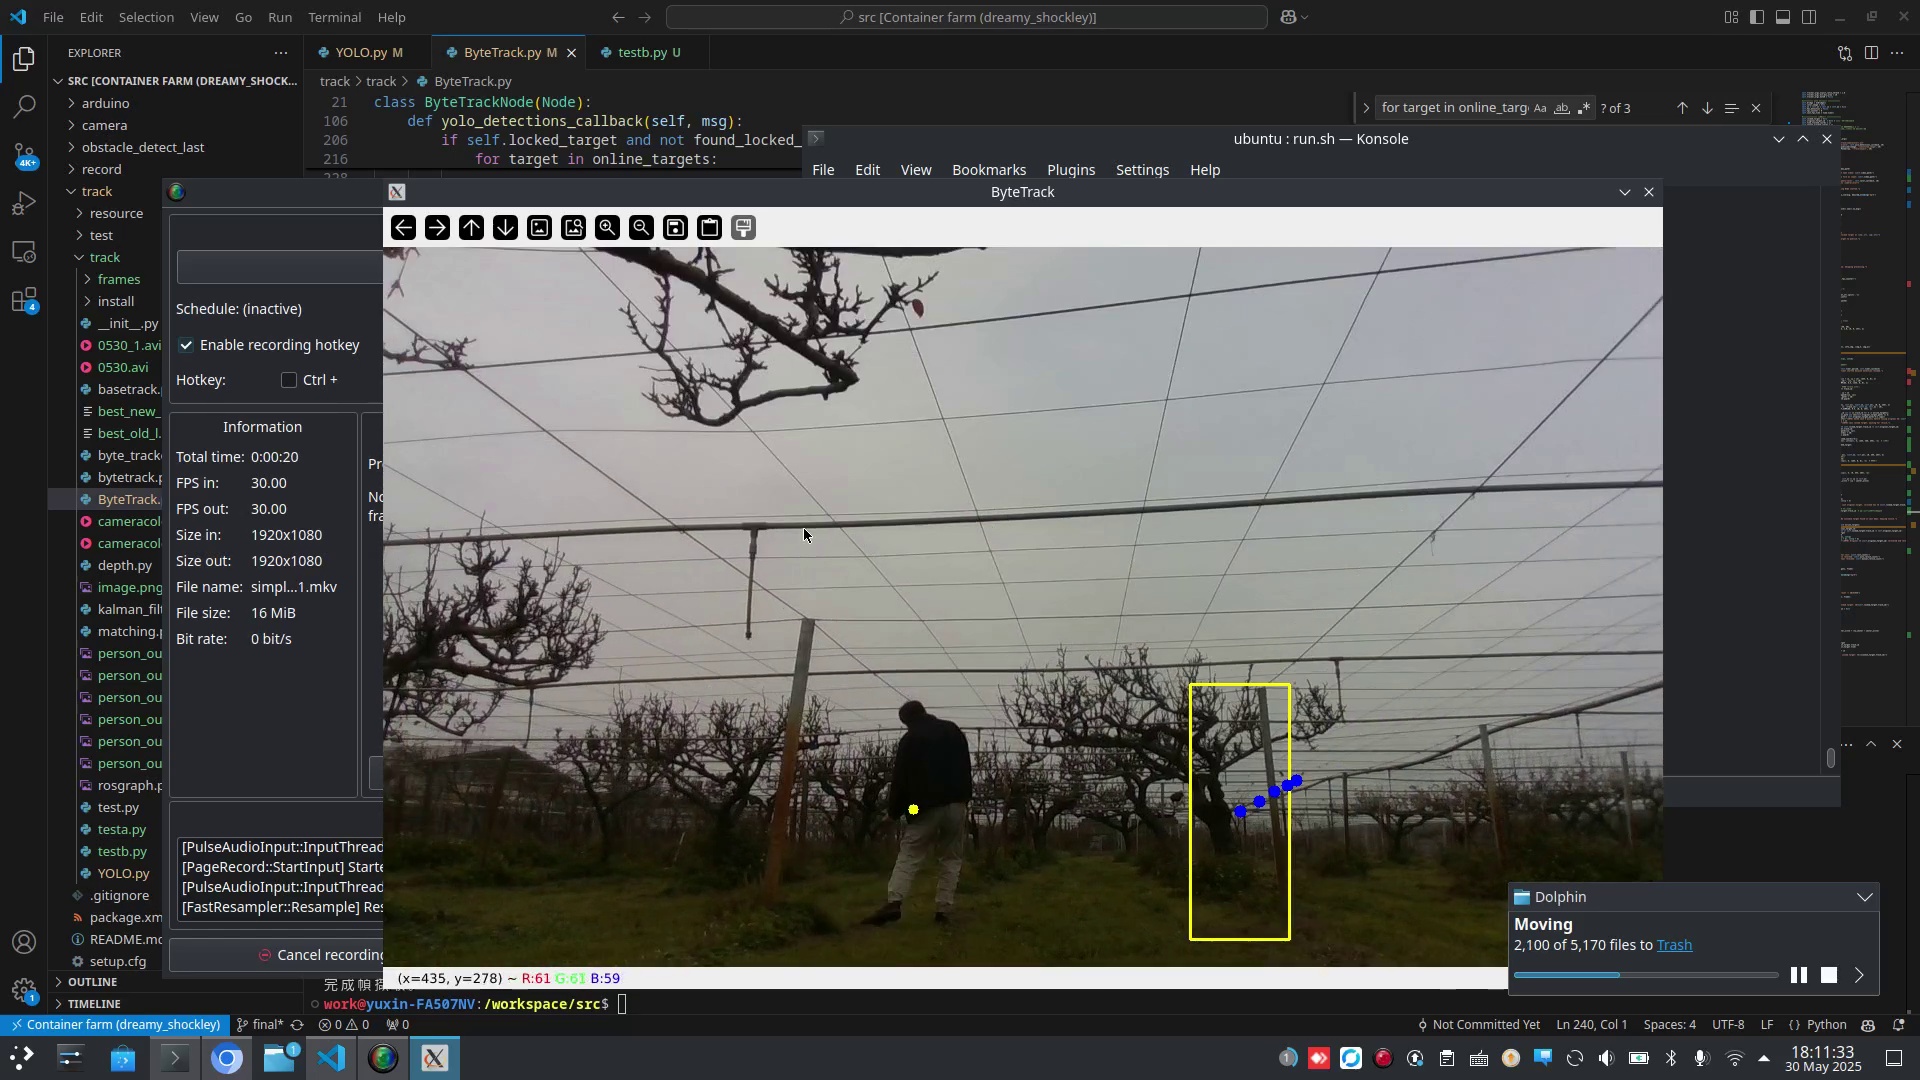 File Edit Selection View Go Run Terminal Help
src [Container farm (dreamy_shockley)]
EXPLORER
YOLO.py M
ByteTrack.py M
testb.py U
SRC [CONTAINER FARM (DREAMY_SHOCK...
track > track > ByteTrack.py
arduino
camera
obstacle_detect_last
record
track
resource
test
track
frames
install
__init__.py
0530_1.avi
0530.avi
basetrack.
best_new_
best_old_l.
byte_track
bytetrack.p
ByteTrack.
cameracol
cameracol
depth.py
image.png
kalman_filt
matching.p
person_ou
person_ou
person_ou
person_ou
person_ou
person_ou
rosgraph.p
test.py
testa.py
testb.py
YOLO.py
.gitignore
package.xm
README.md
setup.cfg
OUTLINE
TIMELINE
4K+
4
1
21 class ByteTrackNode(Node):
106 def yolo_detections_callback(self, msg):
206 if self.locked_target and not found_locked_
216 for target in online_targets:
for target in online_targ
Aa ab
? of 3
ubuntu : run.sh — Konsole
File Edit View Bookmarks Plugins Settings Help
ByteTrack
Schedule: (inactive)
Enable recording hotkey
Hotkey: Ctrl +
Information
Total time: 0:00:20
FPS in: 30.00
FPS out: 30.00
Size in: 1920x1080
Size out: 1920x1080
File name: simpl...1.mkv
File size: 16 MiB
Bit rate: 0 bit/s
Pr
No
fra
[PulseAudioInput::InputThread
[PageRecord::StartInput] Starte
[PulseAudioInput::InputThread
[FastResampler::Resample] Res
Cancel recording
(x=435, y=278) ~ R:61 G:61 B:59
work@yuxin-FA507NV:/workspace/src$
Dolphin
Moving
2,100 of 5,170 files to Trash
Container farm (dreamy_shockley)
final*
0 0
0
Not Committed Yet
Ln 240, Col 1
Spaces: 4
UTF-8
LF
Python
1
1
18:11:33
30 May 2025